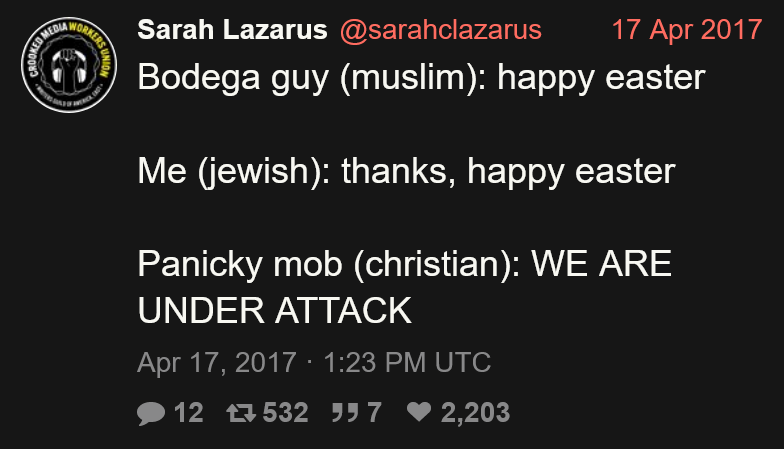 Sarah Lazarus @sarahclazarus 17 Apr 2017
CROOKED MEDIA WORKERS UNION
WRITERS GUILD OF AMERICA, EAST
Bodega guy (muslim): happy easter
Me (jewish): thanks, happy easter
Panicky mob (christian): WE ARE
UNDER ATTACK
Apr 17, 2017 · 1:23 PM UTC
12 532 7 2,203